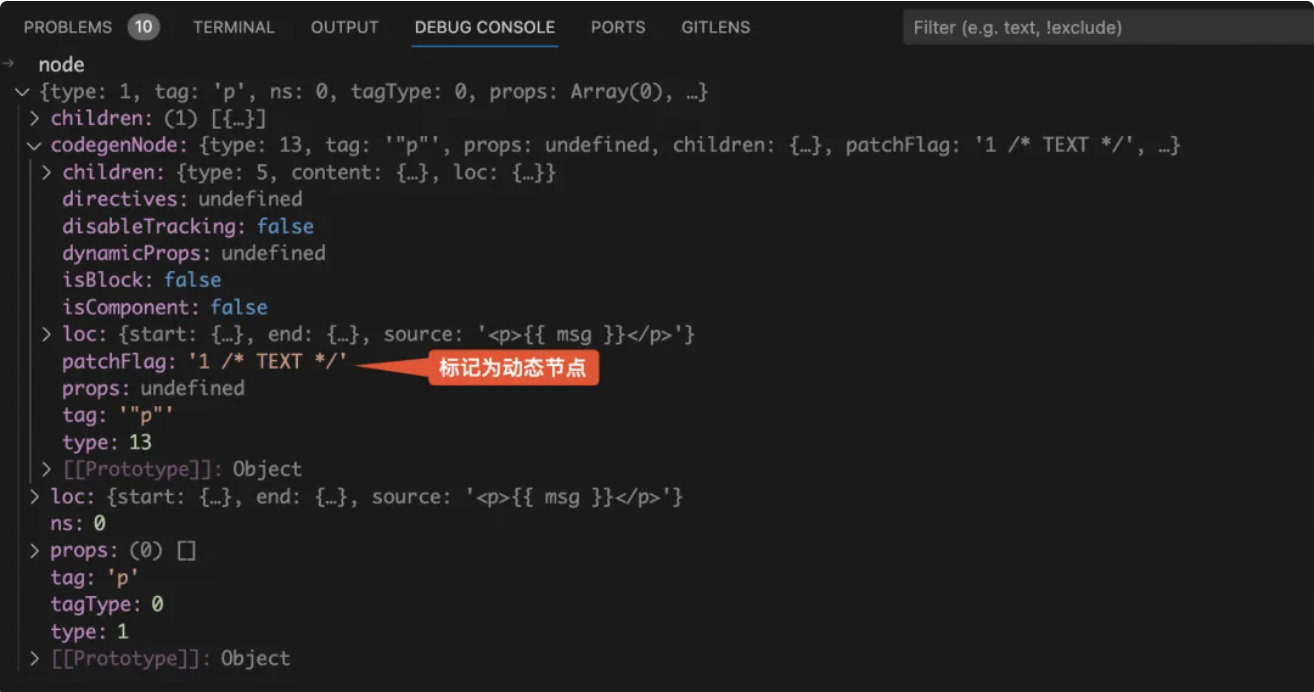 PROBLEMS 10 TERMINAL OUTPUT DEBUG CONSOLE PORTS GITLENS Filter (e.g. text, !exclude)
node
{type: 1, tag: 'p', ns: 0, tagType: 0, props: Array(0), …}
children: (1) [{…}]
codegenNode: {type: 13, tag: '"p"', props: undefined, children: {…}, patchFlag: '1 /* TEXT */', …}
children: {type: 5, content: {…}, loc: {…}}
directives: undefined
disableTracking: false
dynamicProps: undefined
isBlock: false
isComponent: false
loc: {start: {…}, end: {…}, source: '<p>{{ msg }}</p>'}
patchFlag: '1 /* TEXT */' 标记为动态节点
props: undefined
tag: '"p"'
type: 13
[[Prototype]]: Object
loc: {start: {…}, end: {…}, source: '<p>{{ msg }}</p>'}
ns: 0
props: (0) []
tag: 'p'
tagType: 0
type: 1
[[Prototype]]: Object